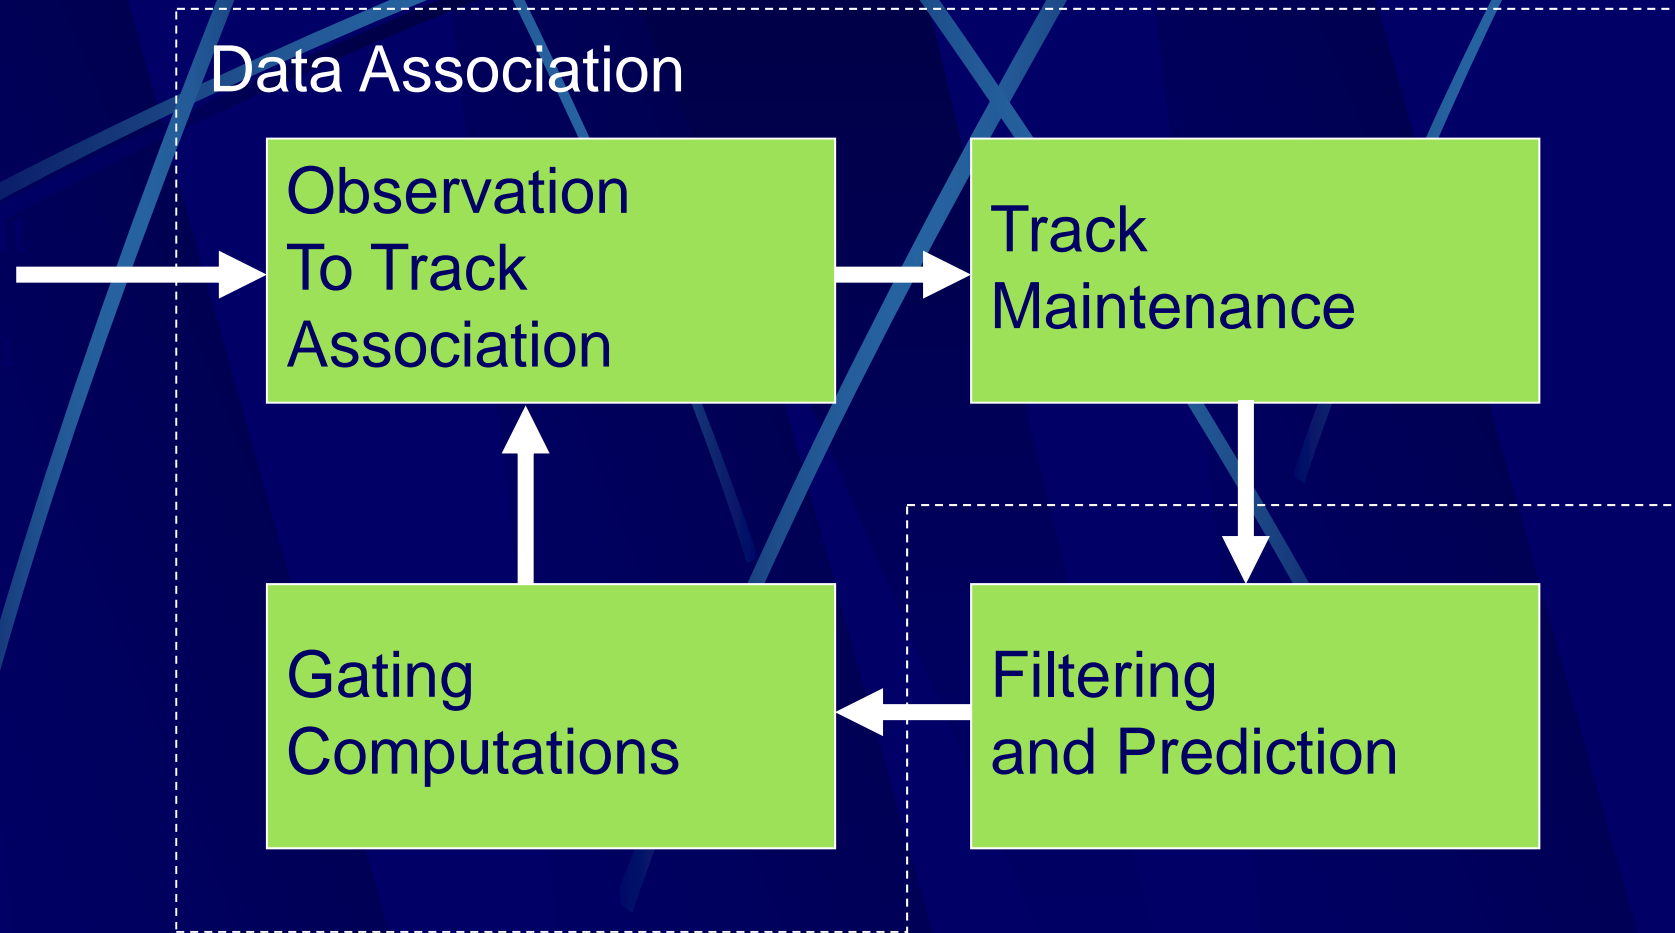 Data Association
Observation
To Track
Association
Track
Maintenance
Gating
Computations
Filtering
and Prediction